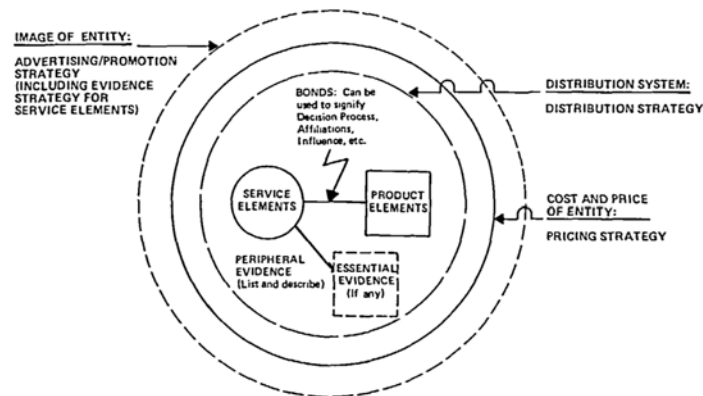 IMAGE OF ENTITY:
ADVERTISING/PROMOTION
STRATEGY
(INCLUDING EVIDENCE
STRATEGY FOR
SERVICE ELEMENTS)
BONDS: Can be
used to signify
Decision Process,
Affiliations,
Influence, etc.
DISTRIBUTION SYSTEM:
DISTRIBUTION STRATEGY
SERVICE
ELEMENTS
PRODUCT
ELEMENTS
COST AND PRICE
OF ENTITY:
PRICING STRATEGY
PERIPHERAL
EVIDENCE
(List and describe)
ESSENTIAL
EVIDENCE
(If any)